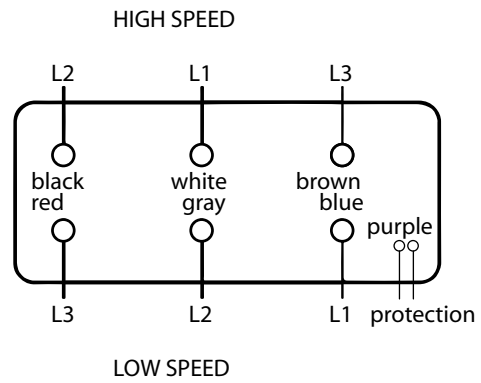 HIGH SPEED
L2 L1 L3
black white brown
red gray blue
purple
L3 L2 L1 protection
LOW SPEED